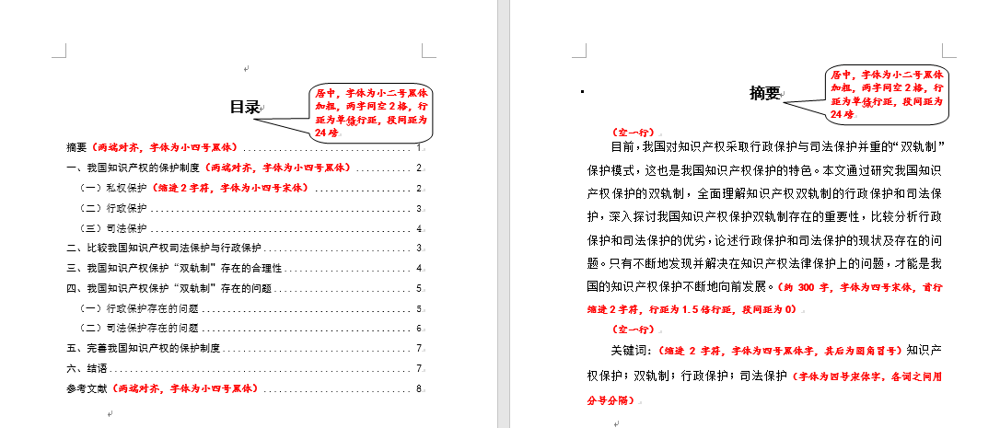 目录
居中，字体为小二号黑体
加粗，两字间空2格，行
距为单倍行距，段间距为
24磅
摘要（两端对齐，字体为小四号黑体）........................1
一、我国知识产权的保护制度（两端对齐，字体为小四号黑体）...........2
（一）私权保护（缩进2字符，字体为小四号宋体）...............2
（二）行政保护.......................................3
（三）司法保护.......................................4
二、比较我国知识产权司法保护与行政保护.......................3
三、我国知识产权保护“双轨制”存在的合理性....................4
四、我国知识产权保护“双轨制”存在的问题......................5
（一）行政保护存在的问题................................5
（二）司法保护存在的问题................................6
五、完善我国知识产权的保护制度.............................7
六、结语..............................................7
参考文献（两端对齐，字体为小四号黑体）.......................8
摘要
居中，字体为小二号黑体
加粗，两字间空2格，行
距为单倍行距，段间距为
24磅
（空一行）
目前，我国对知识产权采取行政保护与司法保护并重的“双轨制”
保护模式，这也是我国知识产权保护的特色。本文通过研究我国知识
产权保护的双轨制，全面理解知识产权双轨制的行政保护和司法保
护，深入探讨我国知识产权保护双轨制存在的重要性，比较分析行政
保护和司法保护的优劣，论述行政保护和司法保护的现状及存在的问
题。只有不断地发现并解决在知识产权法律保护上的问题，才能是我
国的知识产权保护不断地向前发展。（约 300 字，字体为四号宋体，首行
缩进2字符，行距为1.5倍行距，段间距为0）
（空一行）
关键词：（缩进 2 字符，字体为四号黑体字，其后为圆角冒号）知识产
权保护；双轨制；行政保护；司法保护（字体为四号宋体字，各词之间用
分号分隔）